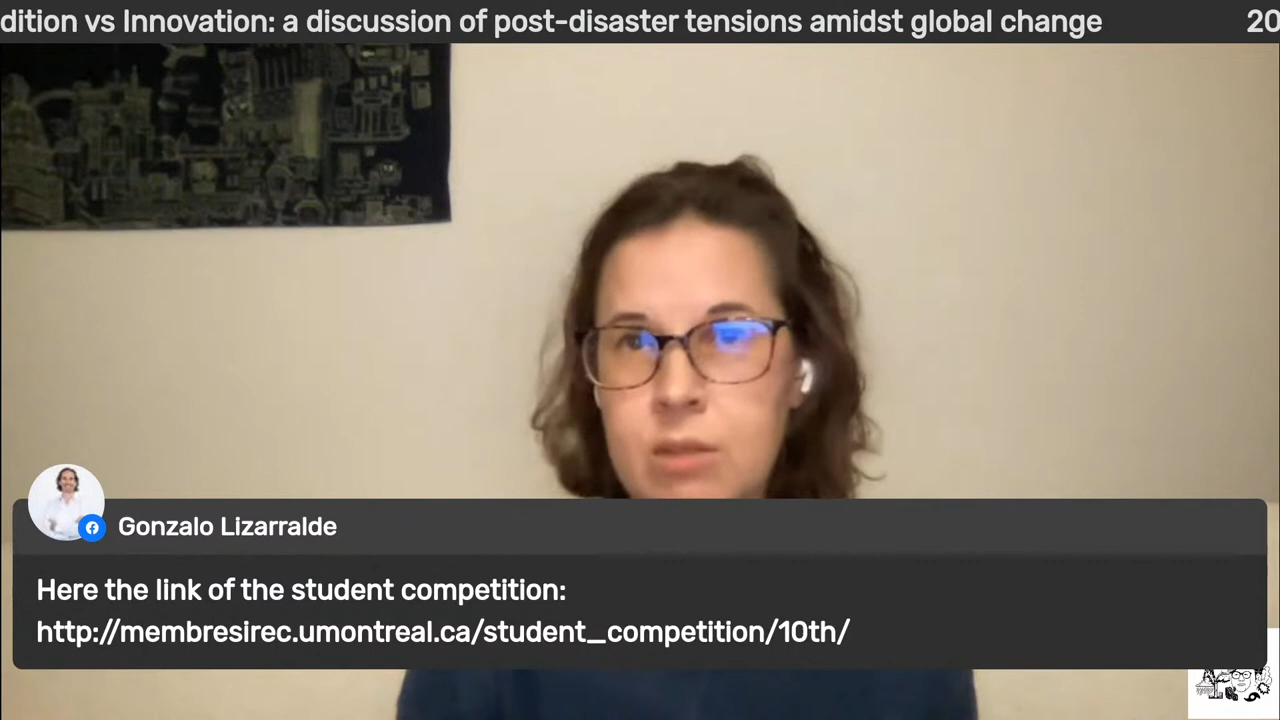 dition vs Innovation: a discussion of post-disaster tensions amidst global change 20
Gonzalo Lizarralde
Here the link of the student competition:
http://membresirec.umontreal.ca/student_competition/10th/